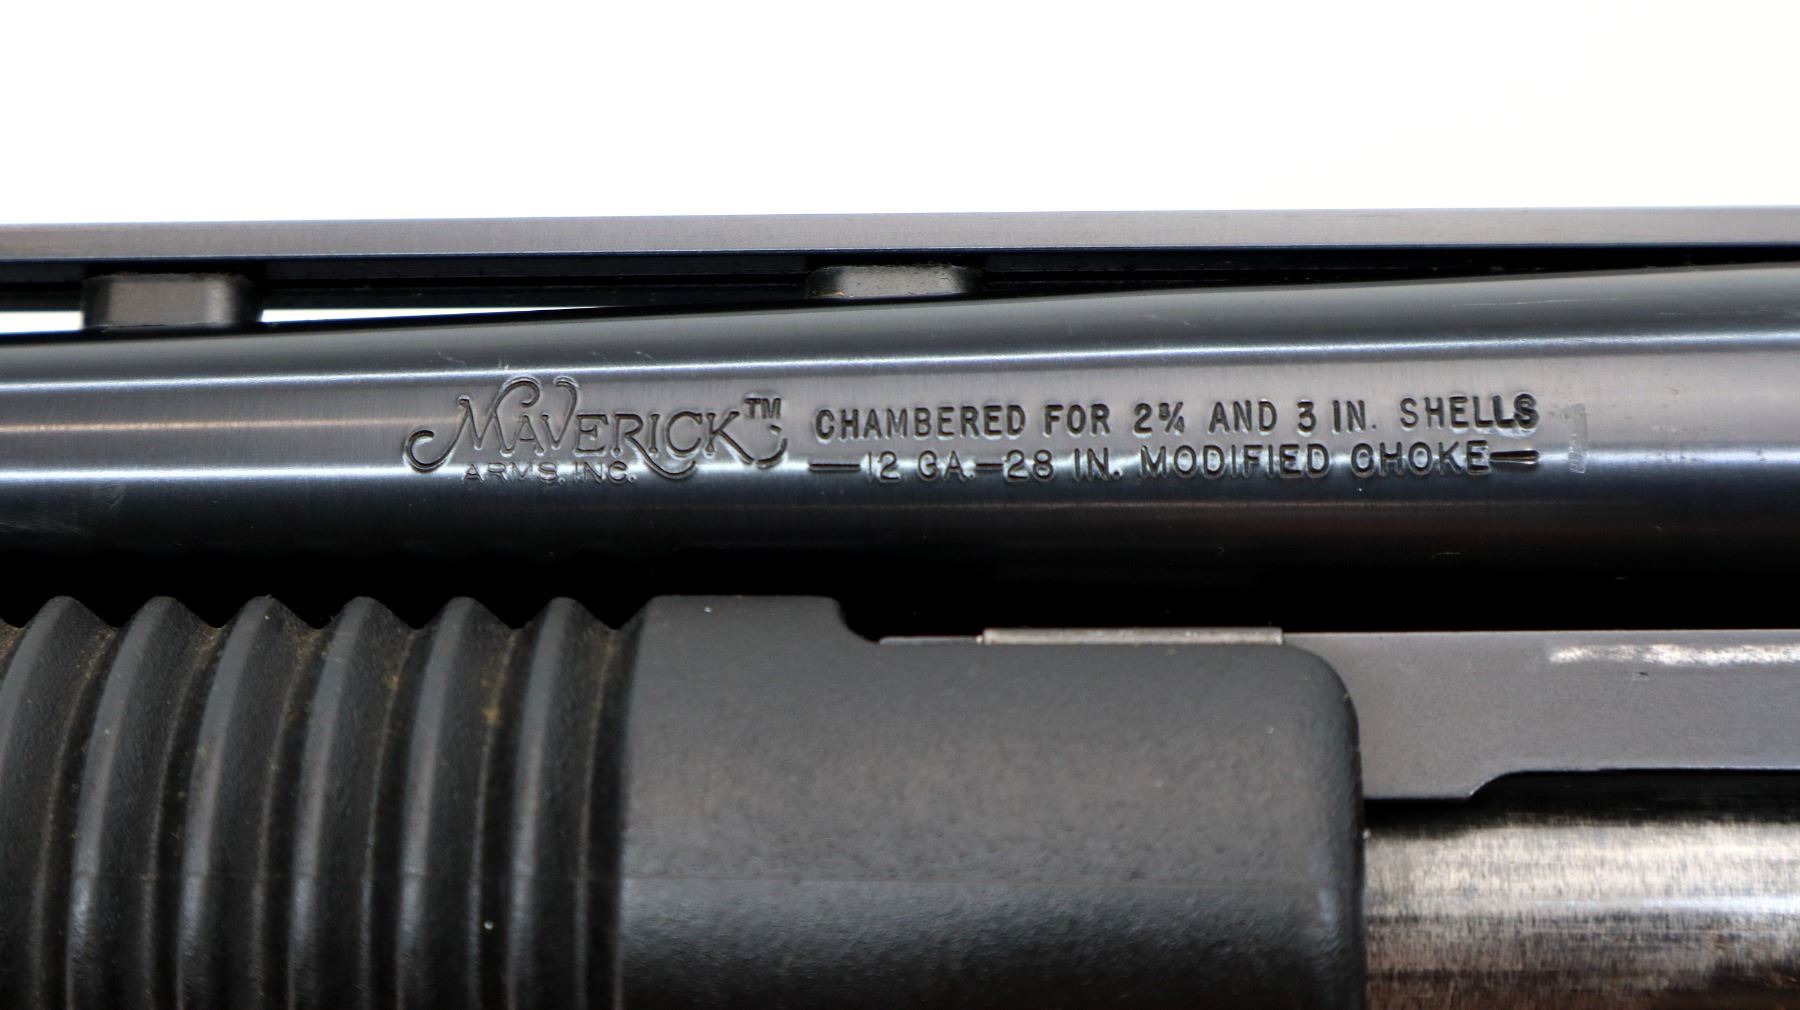 MAVERICK™
ARMS. INC.
CHAMBERED FOR 2¾ AND 3 IN. SHELLS
—12 GA.—28 IN. MODIFIED CHOKE—